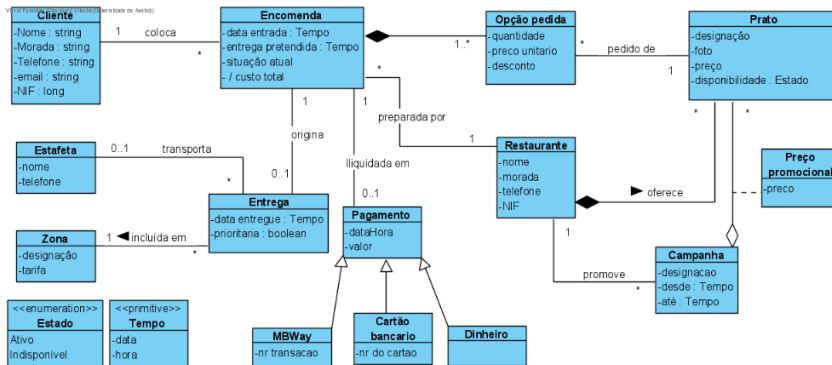 Cliente
-Nome : string
-Morada : string
-Telefone : string
-email : string
-NIF : long
1
coloca
*
Encomenda
-data entrada : Tempo
-entrega pretendida : Tempo
-situação atual
- / custo total
1..*
Opção pedida
-quantidade
-preco unitario
-desconto
*
pedido de
1
Prato
-designação
-foto
-preço
-disponibilidade : Estado
*
preparada por
1
1
origina
0..1
1
lliquidada em
0..1
Estafeta
-nome
-telefone
0..1
transporta
*
Restaurante
-nome
-morada
-telefone
-NIF
oferece
*
*
Preço
promocional
-preco
Entrega
-data entregue : Tempo
-prioritaria : boolean
Pagamento
-dataHora
-valor
Zona
-designação
-tarifa
1
incluída em
*
1
promove
*
Campanha
-designacao
-desde : Tempo
-até : Tempo
<<enumeration>>
Estado
Ativo
Indisponível
<<primitive>>
Tempo
-data
-hora
MBWay
-nr transacao
Cartão
bancario
-nr do cartao
Dinheiro